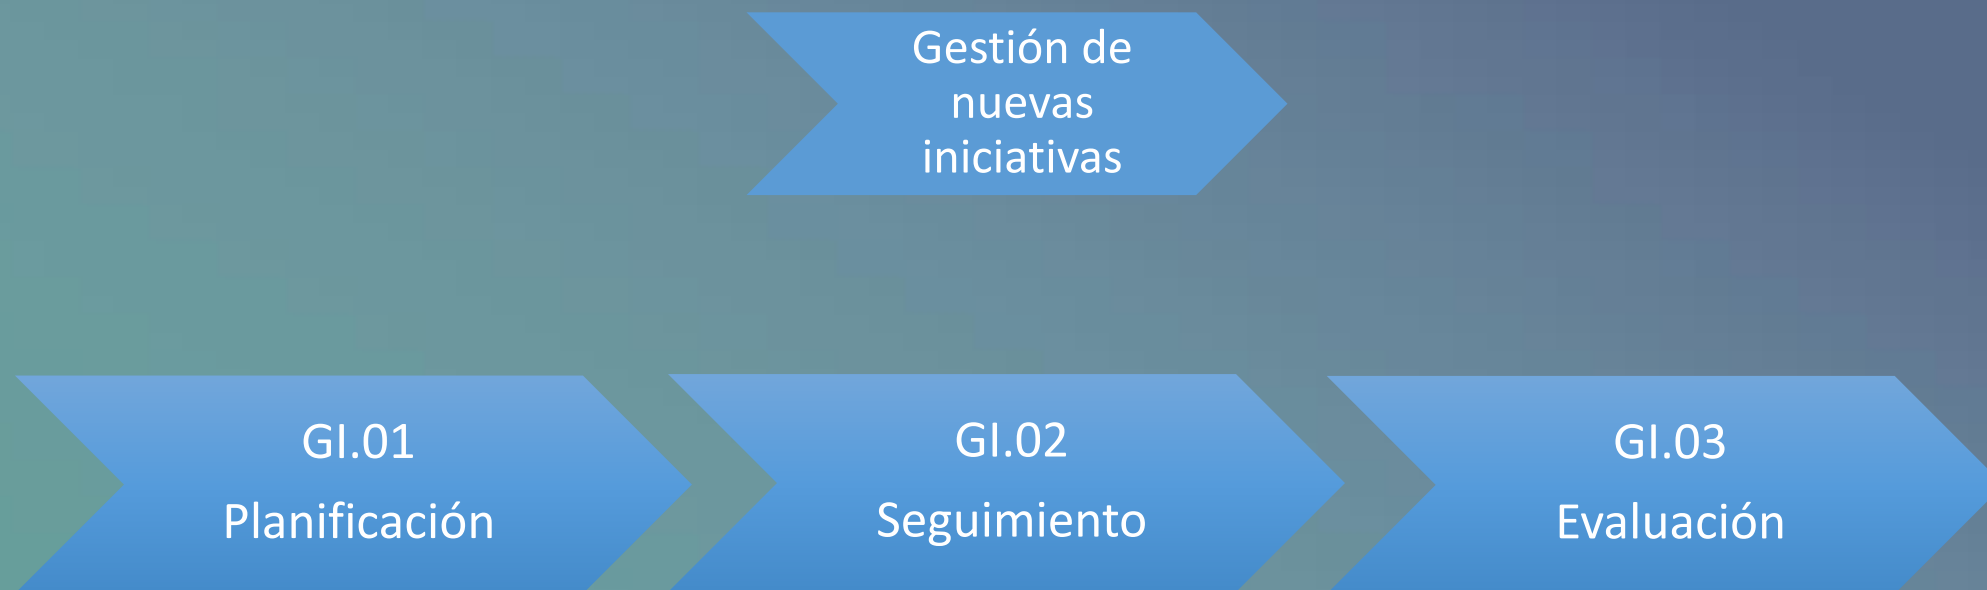 Gestión de
nuevas
iniciativas
GI.01
Planificación
GI.02
Seguimiento
GI.03
Evaluación